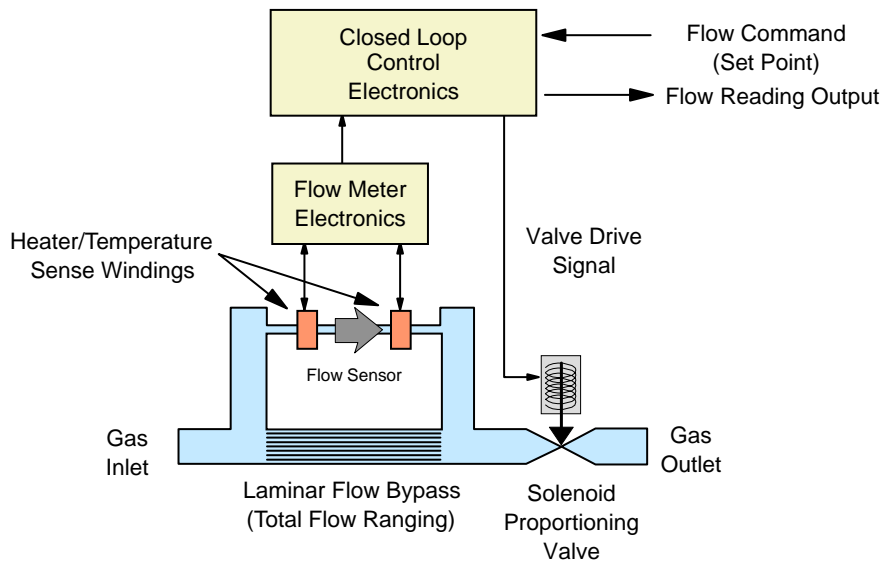 Closed Loop
Control
Electronics
Flow Command
(Set Point)
Flow Reading Output
Flow Meter
Electronics
Heater/Temperature
Sense Windings
Valve Drive
Signal
Flow Sensor
Gas
Inlet
Gas
Outlet
Laminar Flow Bypass
(Total Flow Ranging)
Solenoid
Proportioning
Valve